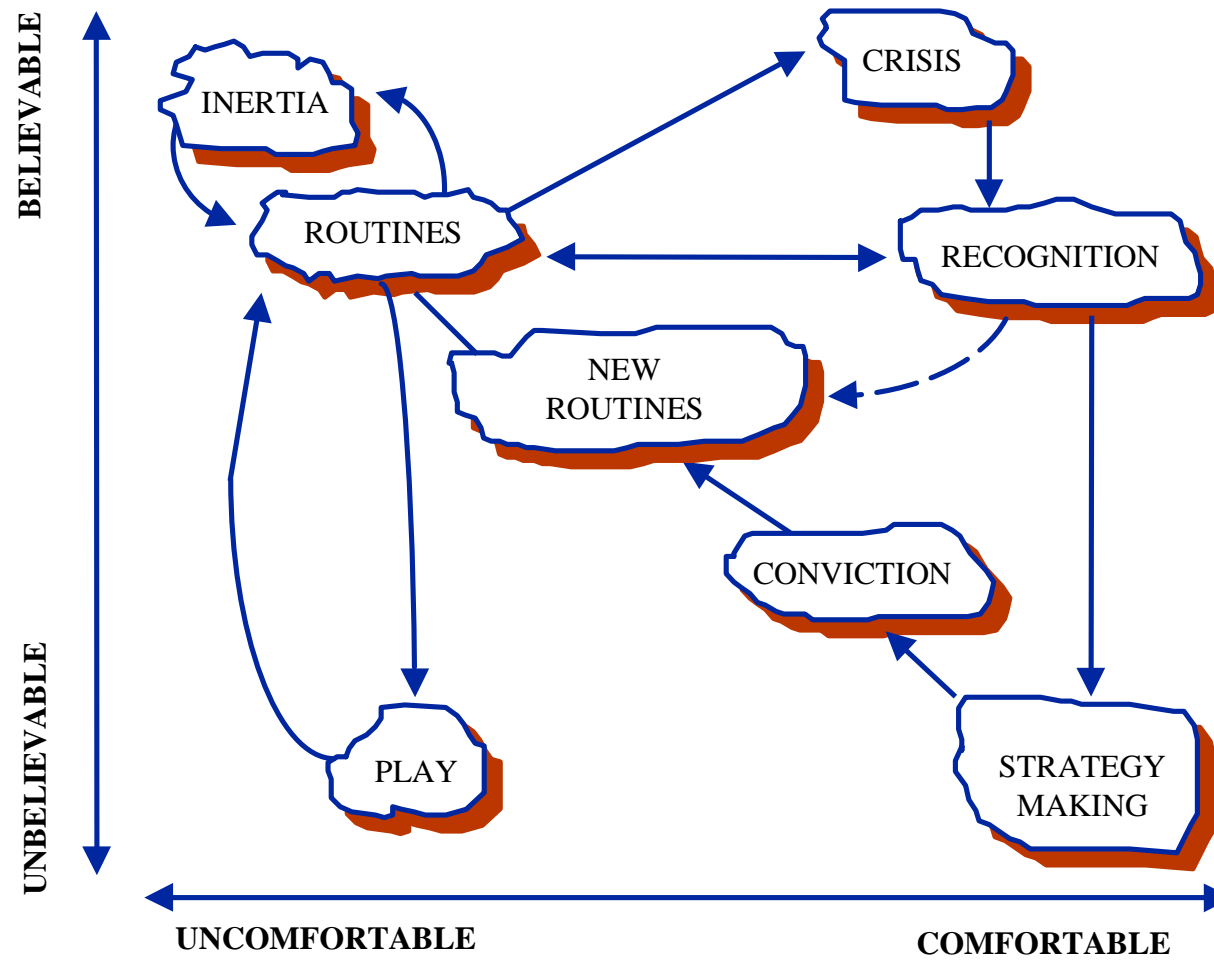 BELIEVABLE
INERTIA
CRISIS
ROUTINES
RECOGNITION
NEW
ROUTINES
CONVICTION
UNBELIEVABLE
PLAY
STRATEGY
MAKING
UNCOMFORTABLE
COMFORTABLE